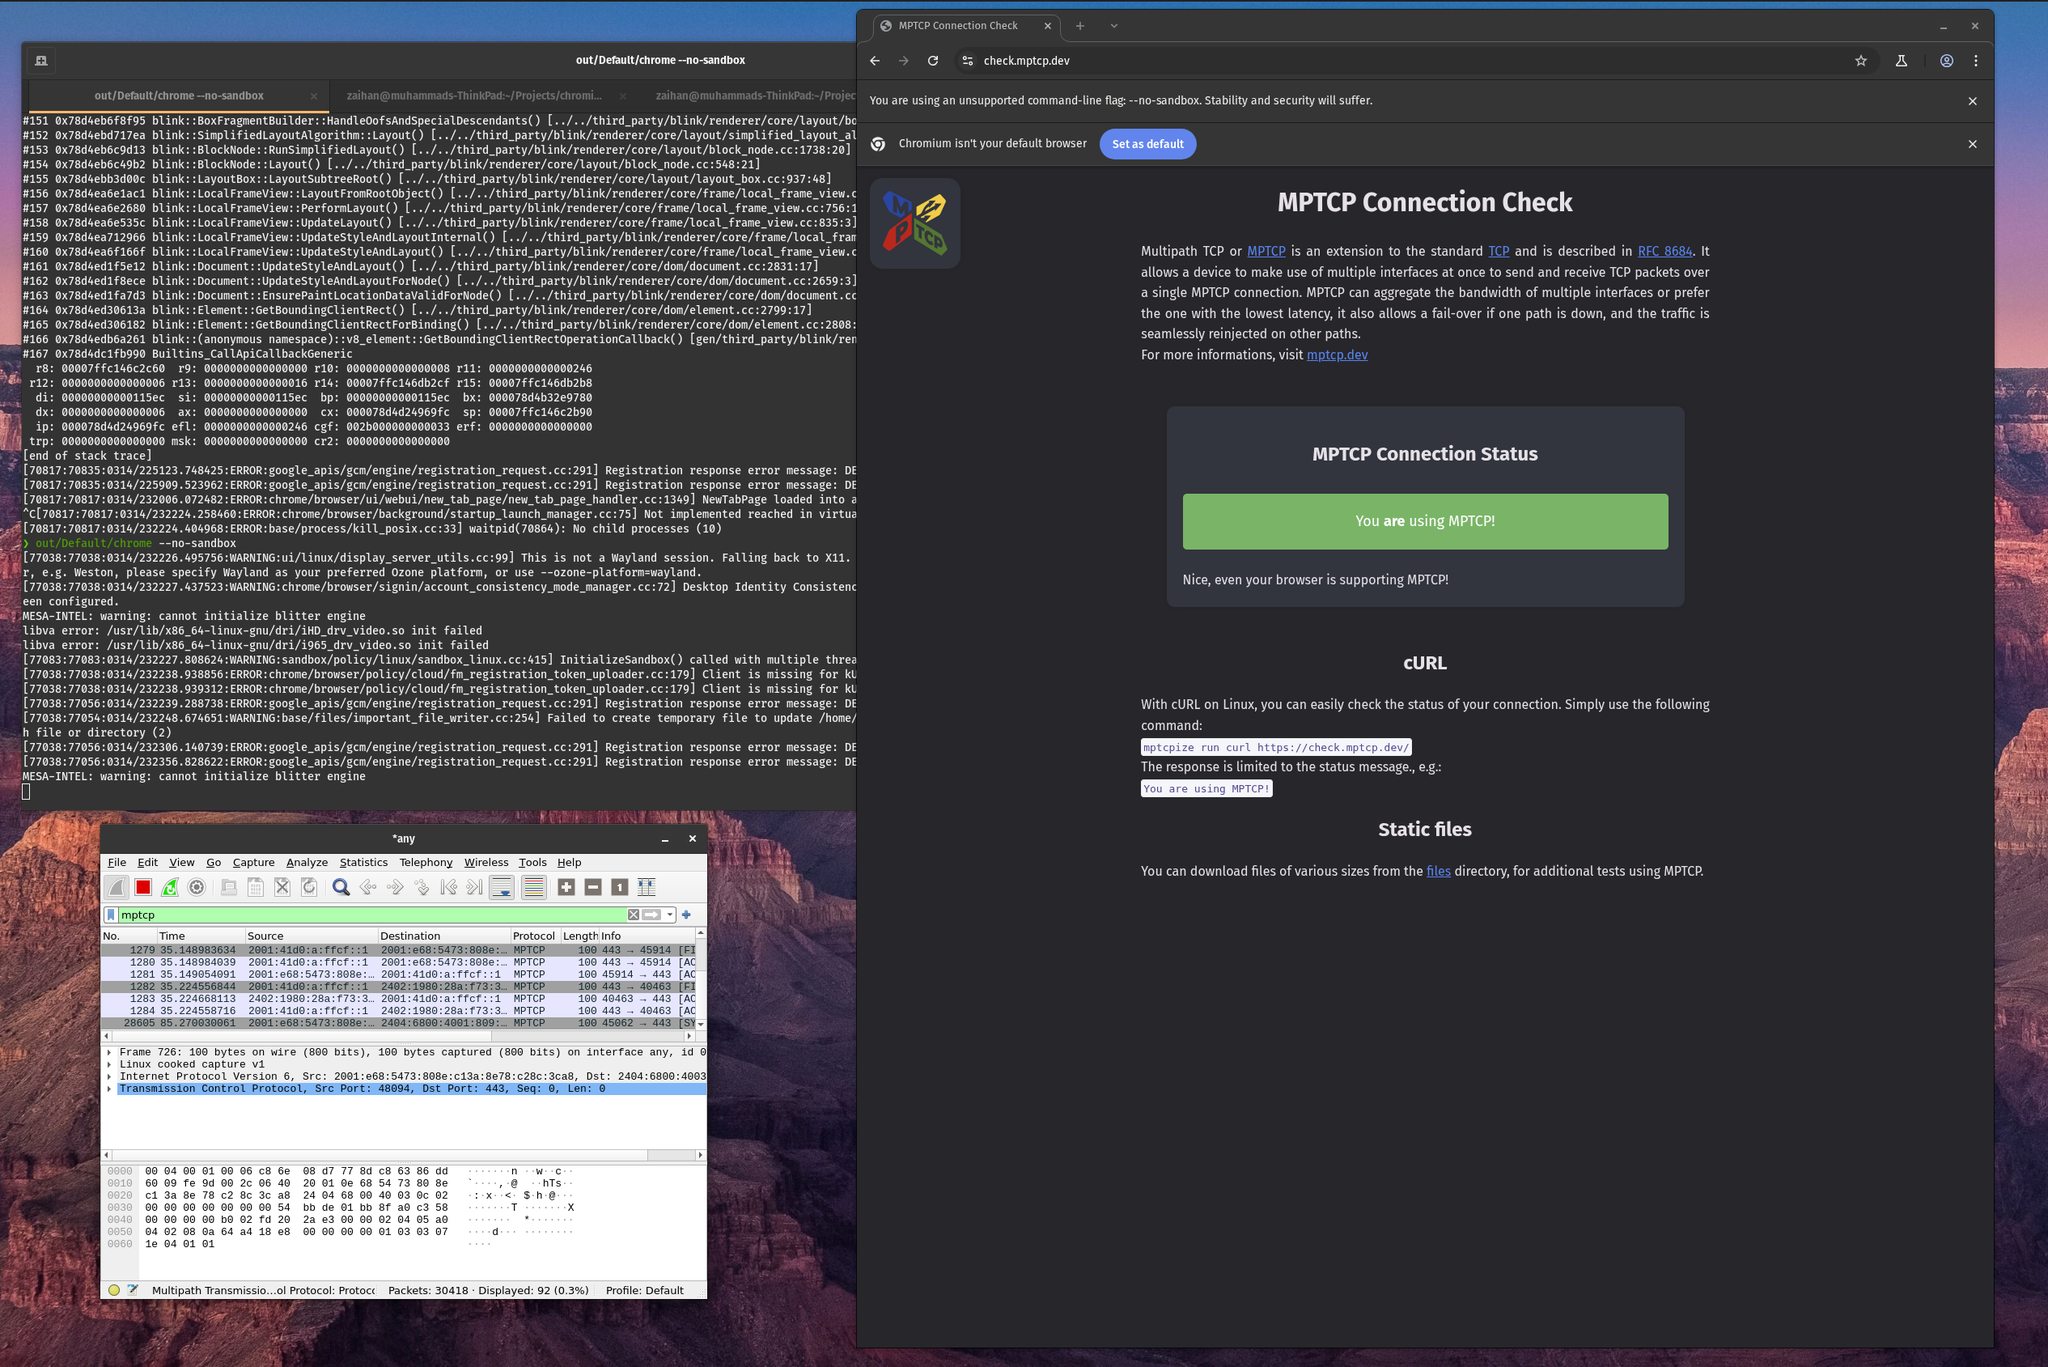 out/Default/chrome --no-sandbox
out/Default/chrome --no-sandbox × zaihan@muhammads-ThinkPad:~/Projects/chromi... × zaihan@muhammads-ThinkPad:~/Projec
#151 0x78d4eb6f8f95 blink::BoxFragmentBuilder::HandleOofsAndSpecialDescendants() [../../third_party/blink/renderer/core/layout/bo
#152 0x78d4ebd717ea blink::SimplifiedLayoutAlgorithm::Layout() [../../third_party/blink/renderer/core/layout/simplified_layout_al
#153 0x78d4eb6c9d13 blink::BlockNode::RunSimplifiedLayout() [../../third_party/blink/renderer/core/layout/block_node.cc:1738:20]
#154 0x78d4eb6c49b2 blink::BlockNode::Layout() [../../third_party/blink/renderer/core/layout/block_node.cc:548:21]
#155 0x78d4ebb3d00c blink::LayoutBox::LayoutSubtreeRoot() [../../third_party/blink/renderer/core/layout/layout_box.cc:937:48]
#156 0x78d4ea6e1ac1 blink::LocalFrameView::LayoutFromRootObject() [../../third_party/blink/renderer/core/frame/local_frame_view.c
#157 0x78d4ea6e2680 blink::LocalFrameView::PerformLayout() [../../third_party/blink/renderer/core/frame/local_frame_view.cc:756:1
#158 0x78d4ea6e535c blink::LocalFrameView::UpdateLayout() [../../third_party/blink/renderer/core/frame/local_frame_view.cc:835:3]
#159 0x78d4ea712966 blink::LocalFrameView::UpdateStyleAndLayoutInternal() [../../third_party/blink/renderer/core/frame/local_fram
#160 0x78d4ea6f166f blink::LocalFrameView::UpdateStyleAndLayout() [../../third_party/blink/renderer/core/frame/local_frame_view.c
#161 0x78d4ed1f5e12 blink::Document::UpdateStyleAndLayout() [../../third_party/blink/renderer/core/dom/document.cc:2831:17]
#162 0x78d4ed1f8ece blink::Document::UpdateStyleAndLayoutForNode() [../../third_party/blink/renderer/core/dom/document.cc:2659:3]
#163 0x78d4ed1fa7d3 blink::Document::EnsurePaintLocationDataValidForNode() [../../third_party/blink/renderer/core/dom/document.cc
#164 0x78d4ed30613a blink::Element::GetBoundingClientRect() [../../third_party/blink/renderer/core/dom/element.cc:2799:17]
#165 0x78d4ed306182 blink::Element::GetBoundingClientRectForBinding() [../../third_party/blink/renderer/core/dom/element.cc:2808:
#166 0x78d4edb6a261 blink::(anonymous namespace)::v8_element::GetBoundingClientRectOperationCallback() [gen/third_party/blink/ren
#167 0x78d4dc1fb990 Builtins_CallApiCallbackGeneric
r8: 00007ffc146c2c60 r9: 0000000000000000 r10: 0000000000000008 r11: 0000000000000246
r12: 0000000000000006 r13: 0000000000000016 r14: 00007ffc146db2cf r15: 00007ffc146db2b8
di: 00000000000115ec si: 00000000000115ec bp: 00000000000115ec bx: 000078d4b32e9780
dx: 0000000000000006 ax: 0000000000000000 cx: 000078d4d24969fc sp: 00007ffc146c2b90
ip: 000078d4d24969fc efl: 0000000000000246 cgf: 002b000000000033 erf: 0000000000000000
trp: 0000000000000000 msk: 0000000000000000 cr2: 0000000000000000
[end of stack trace]
[70817:70835:0314/225123.748425:ERROR:google_apis/gcm/engine/registration_request.cc:291] Registration response error message: DE
[70817:70835:0314/225909.523962:ERROR:google_apis/gcm/engine/registration_request.cc:291] Registration response error message: DE
[70817:70817:0314/232006.072482:ERROR:chrome/browser/ui/webui/new_tab_page/new_tab_page_handler.cc:1349] NewTabPage loaded into a
^C[70817:70817:0314/232224.258460:ERROR:chrome/browser/background/startup_launch_manager.cc:75] Not implemented reached in virtua
[70817:70817:0314/232224.404968:ERROR:base/process/kill_posix.cc:33] waitpid(70864): No child processes (10)
❯ out/Default/chrome --no-sandbox
[77038:77038:0314/232226.495756:WARNING:ui/linux/display_server_utils.cc:99] This is not a Wayland session. Falling back to X11.
r, e.g. Weston, please specify Wayland as your preferred Ozone platform, or use --ozone-platform=wayland.
[77038:77038:0314/232227.437523:WARNING:chrome/browser/signin/account_consistency_mode_manager.cc:72] Desktop Identity Consistenc
een configured.
MESA-INTEL: warning: cannot initialize blitter engine
libva error: /usr/lib/x86_64-linux-gnu/dri/iHD_drv_video.so init failed
libva error: /usr/lib/x86_64-linux-gnu/dri/i965_drv_video.so init failed
[77083:77083:0314/232227.808624:WARNING:sandbox/policy/linux/sandbox_linux.cc:415] InitializeSandbox() called with multiple threa
[77038:77038:0314/232238.938856:ERROR:chrome/browser/policy/cloud/fm_registration_token_uploader.cc:179] Client is missing for kU
[77038:77038:0314/232238.939312:ERROR:chrome/browser/policy/cloud/fm_registration_token_uploader.cc:179] Client is missing for kU
[77038:77056:0314/232239.288738:ERROR:google_apis/gcm/engine/registration_request.cc:291] Registration response error message: DE
[77038:77054:0314/232248.674651:WARNING:base/files/important_file_writer.cc:254] Failed to create temporary file to update /home/
h file or directory (2)
[77038:77056:0314/232306.140739:ERROR:google_apis/gcm/engine/registration_request.cc:291] Registration response error message: DE
[77038:77056:0314/232356.828622:ERROR:google_apis/gcm/engine/registration_request.cc:291] Registration response error message: DE
MESA-INTEL: warning: cannot initialize blitter engine
*any
File Edit View Go Capture Analyze Statistics Telephony Wireless Tools Help
mptcp
No. Time Source Destination Protocol Length Info
1279 35.148983634 2001:41d0:a:ffcf::1 2001:e68:5473:808e:… MPTCP 100 443 → 45914 [FI
1280 35.148984039 2001:41d0:a:ffcf::1 2001:e68:5473:808e:… MPTCP 100 443 → 45914 [AC
1281 35.149054091 2001:e68:5473:808e:… 2001:41d0:a:ffcf::1 MPTCP 100 45914 → 443 [AC
1282 35.224556844 2001:41d0:a:ffcf::1 2402:1980:28a:f73:3… MPTCP 100 443 → 40463 [FI
1283 35.224668113 2402:1980:28a:f73:3… 2001:41d0:a:ffcf::1 MPTCP 100 40463 → 443 [AC
1284 35.224558716 2001:41d0:a:ffcf::1 2402:1980:28a:f73:3… MPTCP 100 443 → 40463 [AC
28605 85.270030061 2001:e68:5473:808e:… 2404:6800:4001:809:… MPTCP 100 45062 → 443 [SY
Frame 726: 100 bytes on wire (800 bits), 100 bytes captured (800 bits) on interface any, id 0
Linux cooked capture v1
Internet Protocol Version 6, Src: 2001:e68:5473:808e:c13a:8e78:c28c:3ca8, Dst: 2404:6800:4003
Transmission Control Protocol, Src Port: 48094, Dst Port: 443, Seq: 0, Len: 0
0000 00 04 00 01 00 06 c8 6e 08 d7 77 8d c8 63 86 dd ·······n ··w··c··
0010 60 09 fe 9d 00 2c 06 40 20 01 0e 68 54 73 80 8e `····,·@ ··hTs··
0020 c1 3a 8e 78 c2 8c 3c a8 24 04 68 00 40 03 0c 02 ·:·x··<· $·h·@···
0030 00 00 00 00 00 00 00 54 bb de 01 bb 8f a0 c3 58 ·······T ·······X
0040 00 00 00 00 b0 02 fd 20 2a e3 00 00 02 04 05 a0 ······· *·······
0050 04 02 08 0a 64 a4 18 e8 00 00 00 00 01 03 03 07 ····d··· ········
0060 1e 04 01 01 ····
Multipath Transmissio…ol Protocol: Protoc Packets: 30418 · Displayed: 92 (0.3%) Profile: Default
MPTCP Connection Check
check.mptcp.dev
You are using an unsupported command-line flag: --no-sandbox. Stability and security will suffer.
Chromium isn't your default browser Set as default
M P TCP
MPTCP Connection Check
Multipath TCP or MPTCP is an extension to the standard TCP and is described in RFC 8684. It
allows a device to make use of multiple interfaces at once to send and receive TCP packets over
a single MPTCP connection. MPTCP can aggregate the bandwidth of multiple interfaces or prefer
the one with the lowest latency, it also allows a fail-over if one path is down, and the traffic is
seamlessly reinjected on other paths.
For more informations, visit mptcp.dev
MPTCP Connection Status
You are using MPTCP!
Nice, even your browser is supporting MPTCP!
cURL
With cURL on Linux, you can easily check the status of your connection. Simply use the following
command:
mptcpize run curl https://check.mptcp.dev/
The response is limited to the status message., e.g.:
You are using MPTCP!
Static files
You can download files of various sizes from the files directory, for additional tests using MPTCP.